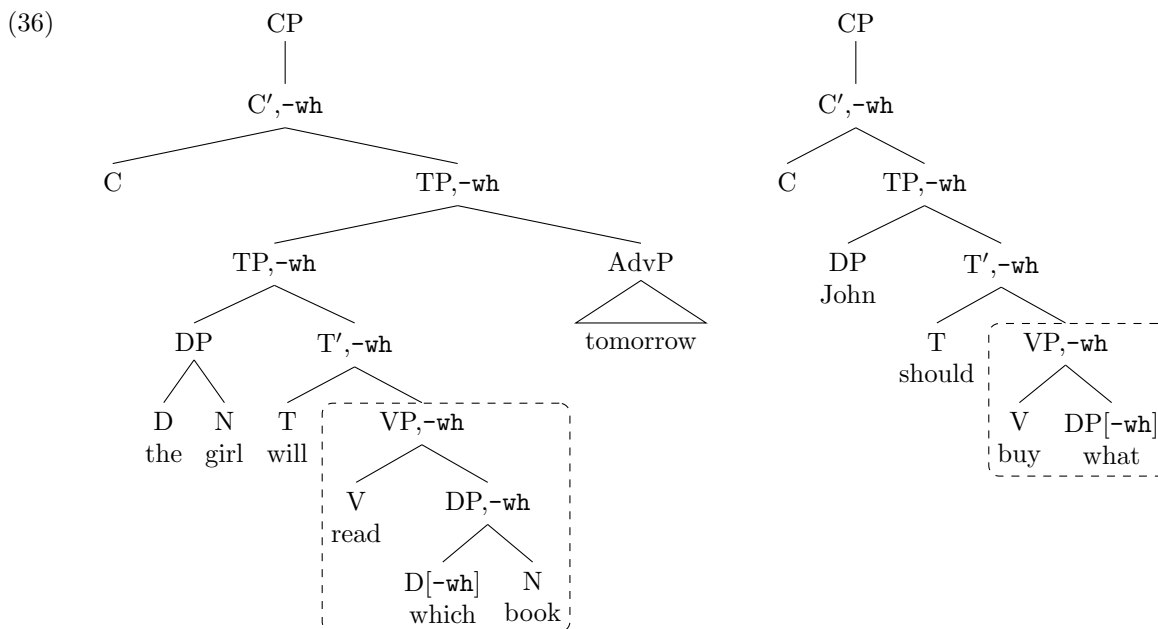 (36) CP CP
C′,-wh C′,-wh
C TP,-wh C TP,-wh
TP,-wh AdvP DP T′,-wh
tomorrow John
DP T′,-wh T VP,-wh
should
D N T VP,-wh V DP[-wh]
the girl will buy what
V DP,-wh
read
D[-wh] N
which book